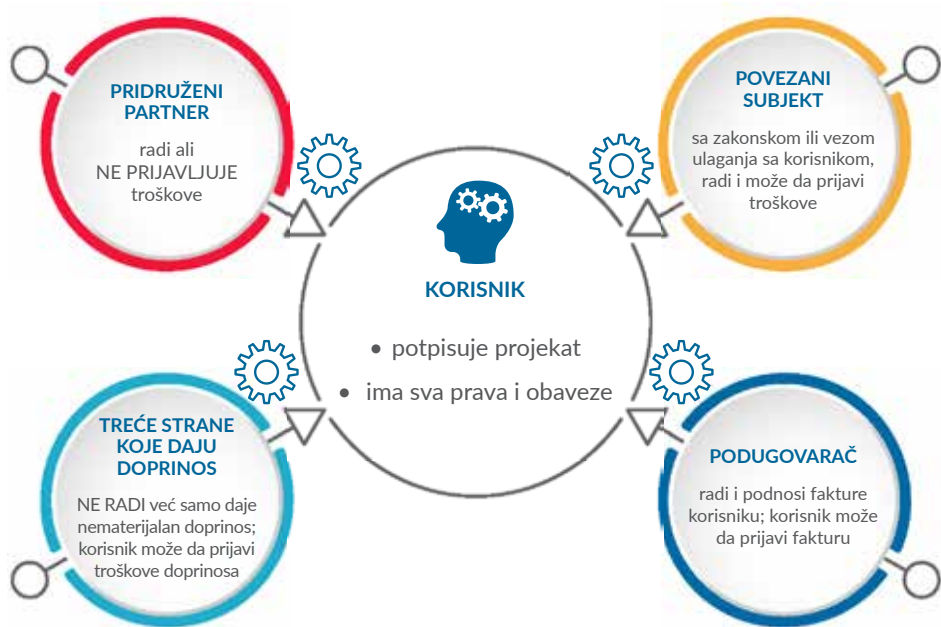 PRIDRUŽENI
PARTNER
radi ali
NE PRIJAVLJUJE
troškove
POVEZANI
SUBJEKT
sa zakonskom ili vezom
ulaganja sa korisnikom,
radi i može da prijavi
troškove
KORISNIK
• potpisuje projekat
• ima sva prava i obaveze
TREĆE STRANE
KOJE DAJU
DOPRINOS
NE RADI već samo daje
nematerijalan doprinos;
korisnik može da prijavi
troškove doprinosa
PODUGOVARAČ
radi i podnosi fakture
korisniku; korisnik može
da prijavi fakturu